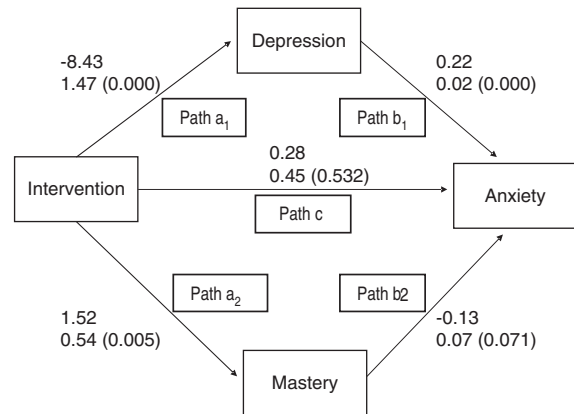 Depression
-8.43
1.47 (0.000)
0.22
0.02 (0.000)
Path a₁
Path b₁
Intervention
0.28
0.45 (0.532)
Path c
Anxiety
Path a₂
Path b2
1.52
0.54 (0.005)
-0.13
0.07 (0.071)
Mastery